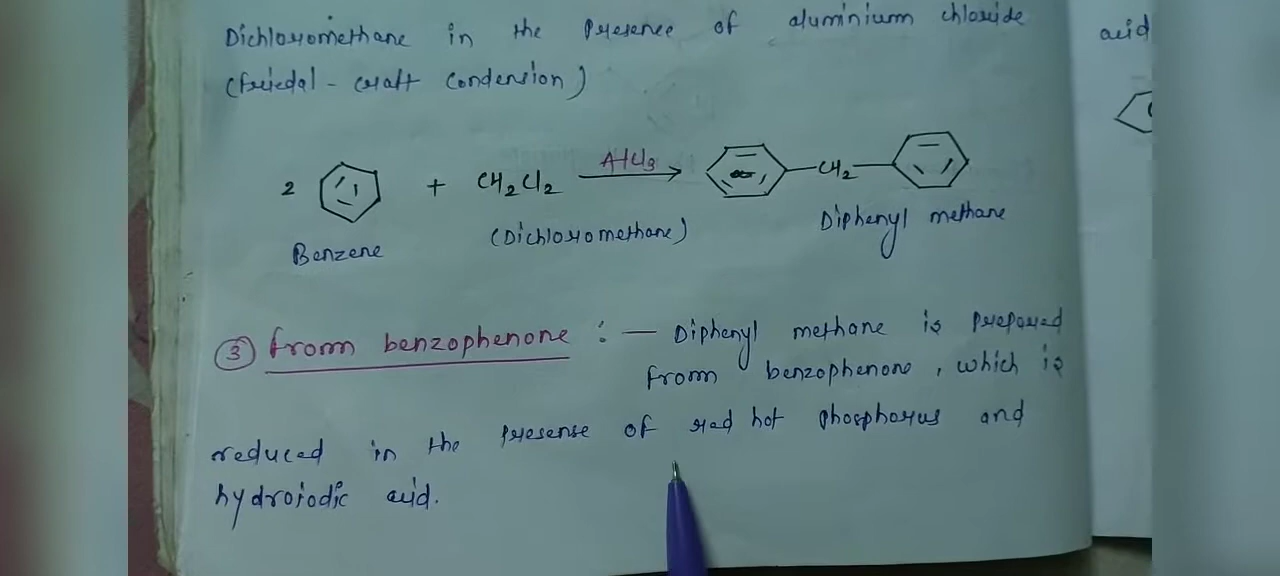 Dichloromethane in the Presence of aluminium chloride
(friedal - craft condension)
2 + CH2Cl2 AlCl3 CH2
Benzene (Dichloromethane) Diphenyl methane
③ from benzophenone : — Diphenyl methane is prepared
from benzophenone, which is
reduced in the presense of red hot phosphorus and
hydroiodic acid.
acid